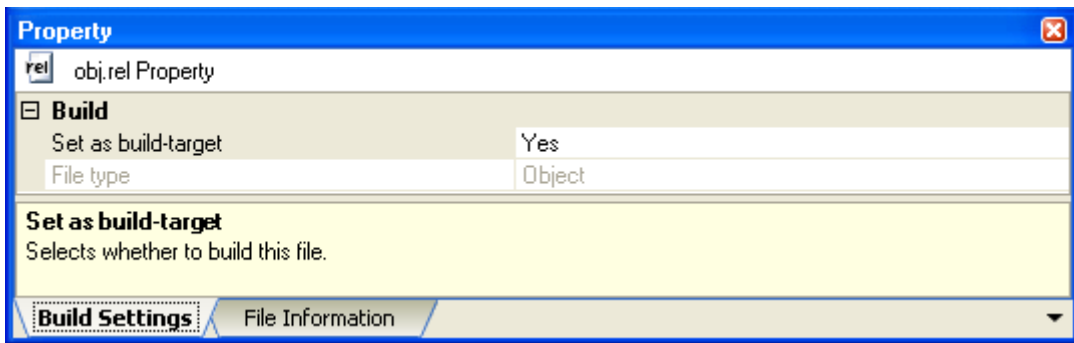 Property
rel obj.rel Property
Build
Set as build-target Yes
File type Object
Set as build-target
Selects whether to build this file.
Build Settings File Information